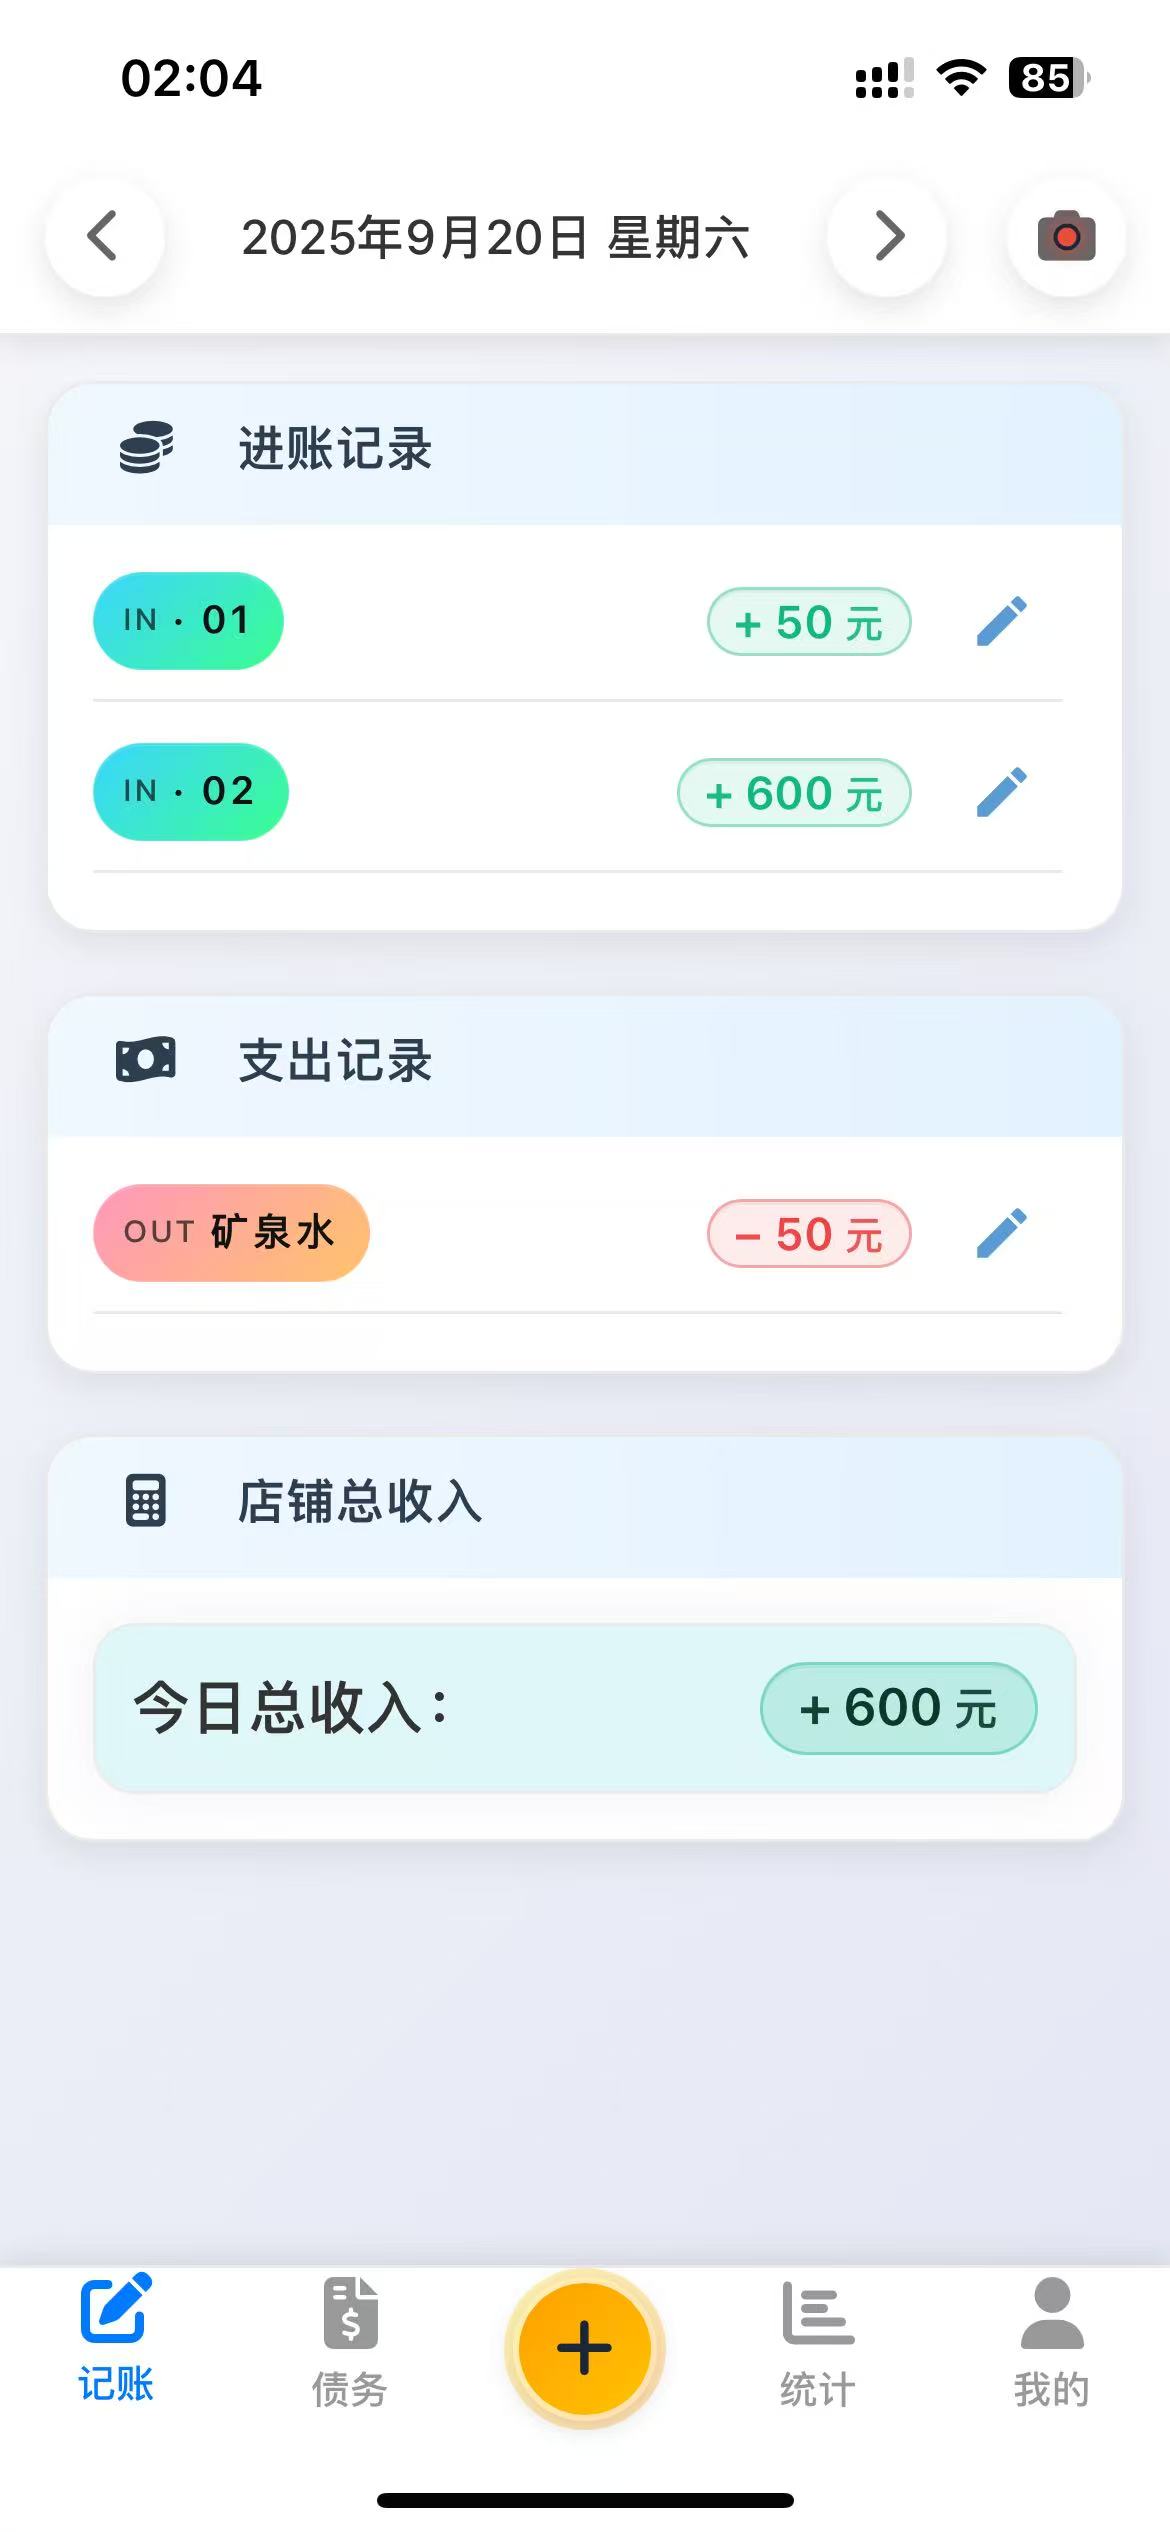 02:04
85
2025年9月20日 星期六
进账记录
IN · 01
+ 50 元
IN · 02
+ 600 元
支出记录
OUT 矿泉水
− 50 元
店铺总收入
今日总收入：
+ 600 元
记账
债务
统计
我的